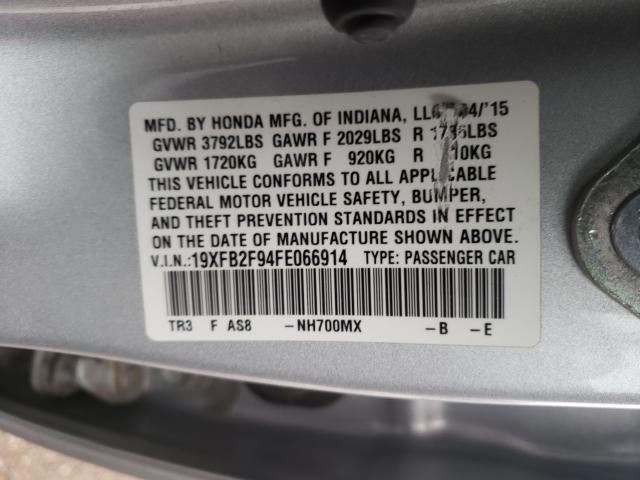 MFD. BY HONDA MFG. OF INDIANA, 04/'15
GVWR 3792LBS GAWR F 2029LBS R
GVWR 1720KG GAWR F 920KG R
THIS VEHICLE CONFORMS TO ALL APPLICABLE
FEDERAL MOTOR VEHICLE SAFETY, BUMPER,
AND THEFT PREVENTION STANDARDS IN EFFECT
ON THE DATE OF MANUFACTURE SHOWN ABOVE.
V.I.N.:19XFB2F94FE066914 TYPE: PASSENGER CAR
TR3 F AS8 -NH700MX -B -E